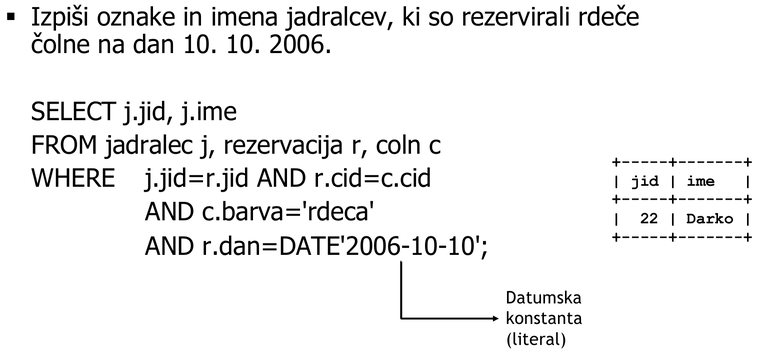 ▪ Izpiši oznake in imena jadralcev, ki so rezervirali rdeče
čolne na dan 10. 10. 2006.
SELECT j.jid, j.ime
FROM jadralec j, rezervacija r, coln c
WHERE j.jid=r.jid AND r.cid=c.cid
AND c.barva='rdeca'
AND r.dan=DATE'2006-10-10';
+-----+-------+
| jid | ime |
+-----+-------+
| 22 | Darko |
+-----+-------+
Datumska
konstanta
(literal)